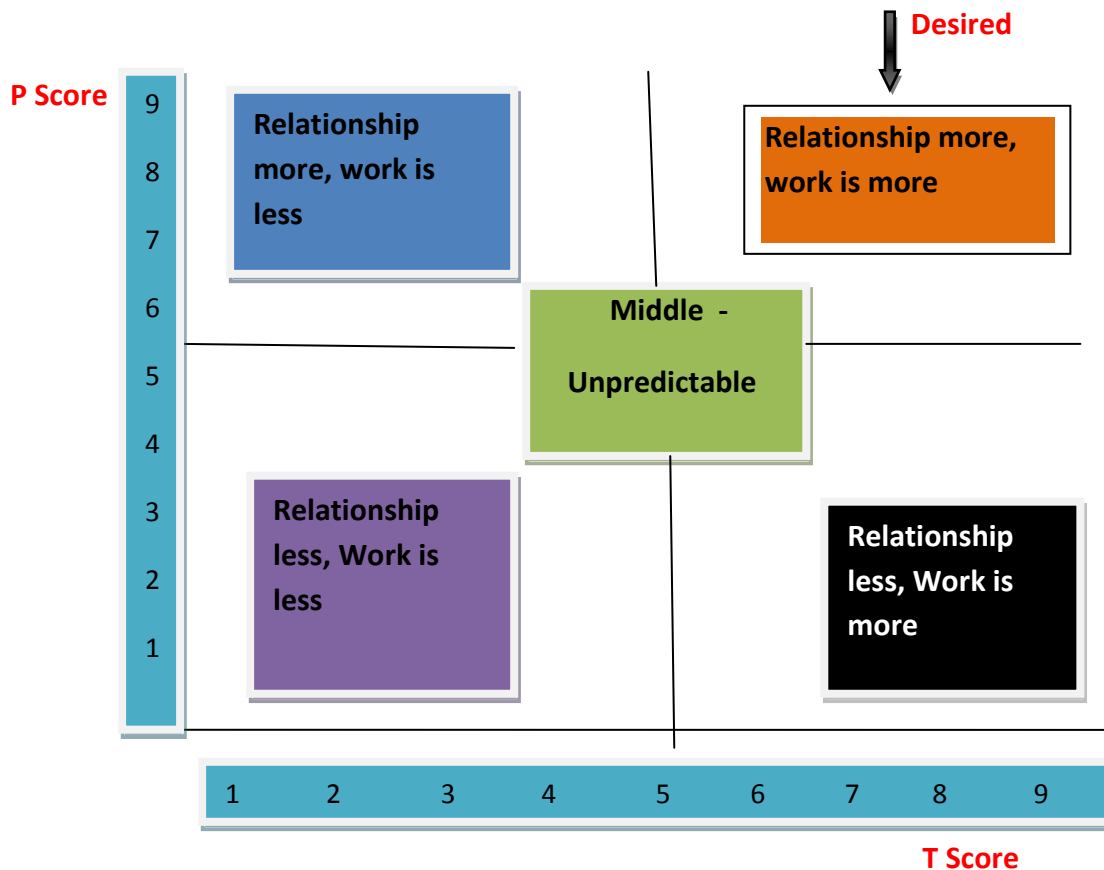 Desired
P Score
9
8
7
6
5
4
3
2
1
Relationship
more, work is
less
Relationship more,
work is more
Middle -
Unpredictable
Relationship
less, Work is
less
Relationship
less, Work is
more
1 2 3 4 5 6 7 8 9
T Score